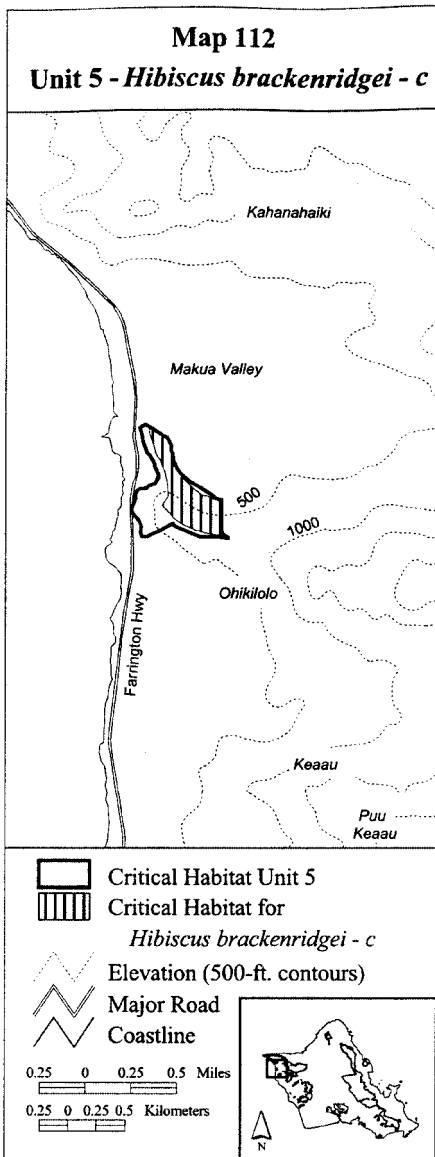 Map 112
Unit 5 - Hibiscus brackenridgei - c
Kahanahaiki
Makua Valley
500
1000
Ohikilolo
Farrington Hwy
Keaau
Puu
Keaau
Critical Habitat Unit 5
Critical Habitat for
Hibiscus brackenridgei - c
Elevation (500-ft. contours)
Major Road
Coastline
0.25 0 0.25 0.5 Miles
0.25 0 0.25 0.5 Kilometers
N